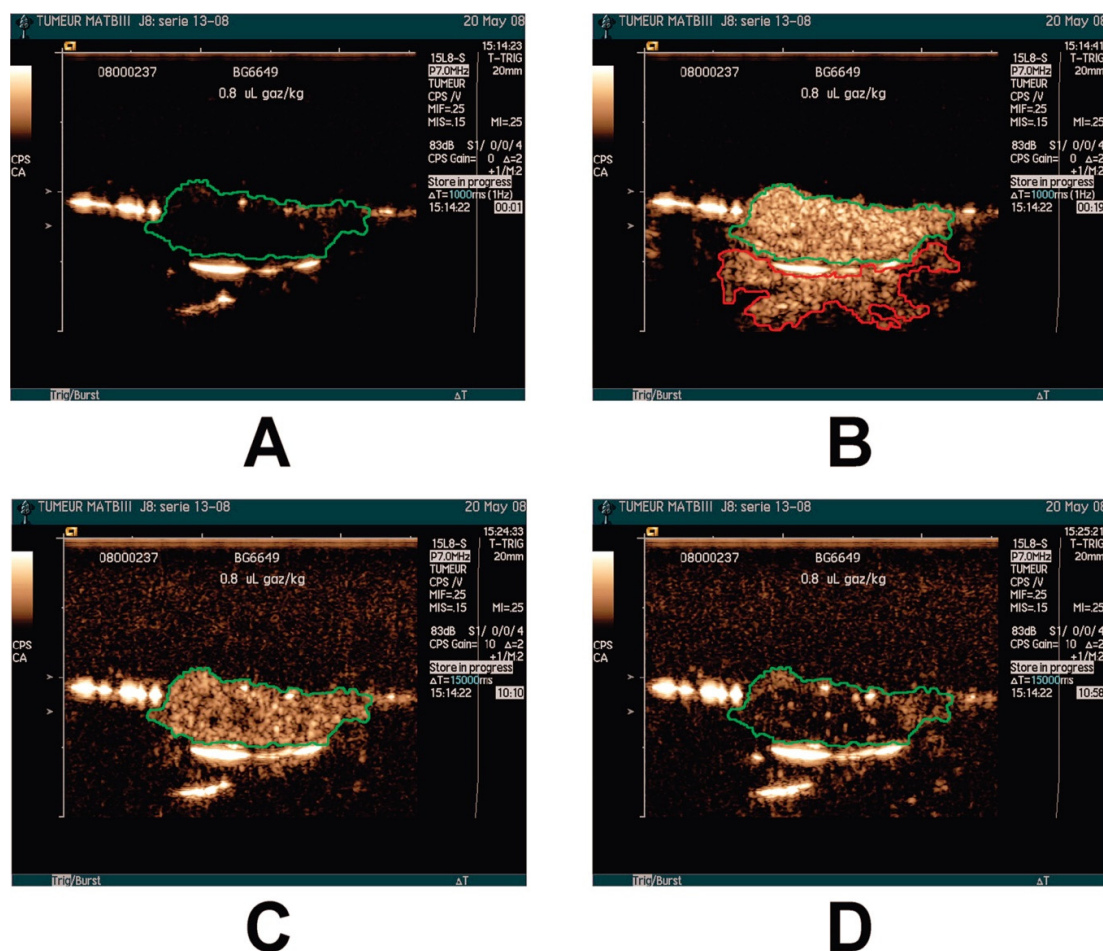 TUMEUR MATBIII J8: serie 13-08 20 May 08
15:14:23
08000237 BG6649 15L8-S T-TRIG
P7.0MHz 20mm
0.8 uL gaz/kg TUMEUR
CPS /V
MIF=.25
MIS=.15 MI=.25
83dB S1/ 0/0/4
CPS CPS Gain= 0 Δ=2
CA +1/M:2
Store in progress
ΔT=1000ms (1Hz)
15:14:22 00:01
Trig/Burst ΔT
A
TUMEUR MATBIII J8: serie 13-08 20 May 08
15:14:41
08000237 BG6649 15L8-S T-TRIG
P7.0MHz 20mm
0.8 uL gaz/kg TUMEUR
CPS /V
MIF=.25
MIS=.15 MI=.25
83dB S1/ 0/0/4
CPS CPS Gain= 0 Δ=2
CA +1/M:2
Store in progress
ΔT=1000ms (1Hz)
15:14:22 00:19
Trig/Burst ΔT
B
TUMEUR MATBIII J8: serie 13-08 20 May 08
15:24:33
08000237 BG6649 15L8-S T-TRIG
P7.0MHz 20mm
0.8 uL gaz/kg TUMEUR
CPS /V
MIF=.25
MIS=.15 MI=.25
83dB S1/ 0/0/4
CPS CPS Gain= 10 Δ=2
CA +1/M:2
Store in progress
ΔT=15000ms
15:14:22 10:10
Trig/Burst ΔT
C
TUMEUR MATBIII J8: serie 13-08 20 May 08
15:25:21
08000237 BG6649 15L8-S T-TRIG
P7.0MHz 20mm
0.8 uL gaz/kg TUMEUR
CPS /V
MIF=.25
MIS=.15 MI=.25
83dB S1/ 0/0/4
CPS CPS Gain= 10 Δ=2
CA +1/M:2
Store in progress
ΔT=15000ms
15:14:22 10:58
Trig/Burst ΔT
D